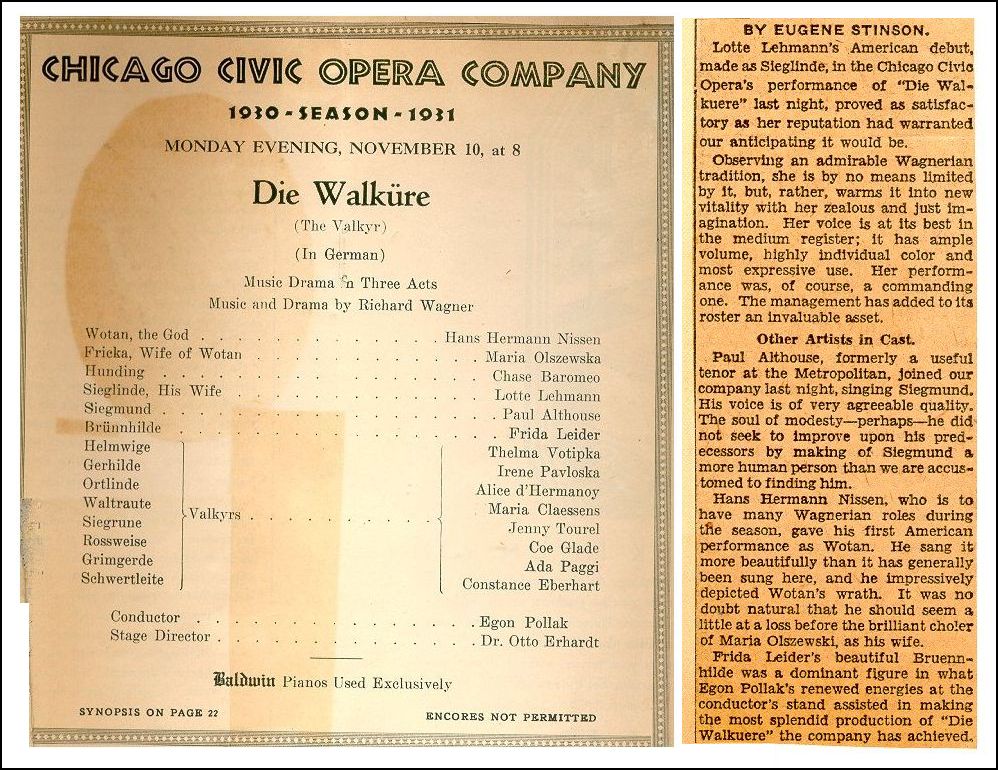 CHICAGO CIVIC OPERA COMPANY
1930-SEASON-1931
MONDAY EVENING, NOVEMBER 10, at 8
Die Walküre
(The Valkyr)
(In German)
Music Drama in Three Acts
Music and Drama by Richard Wagner
Wotan, the God . . . . . . . . . . . . . Hans Hermann Nissen
Fricka, Wife of Wotan . . . . . . . . . . . . Maria Olszewska
Hunding . . . . . . . . . . . . . . . Chase Baromeo
Sieglinde, His Wife . . . . . . . . . . . . . Lotte Lehmann
Siegmund . . . . . . . . . . . . . . . . Paul Althouse
Brünnhilde . . . . . . . . . . . . . . . Frida Leider
Helmwige Thelma Votipka
Gerhilde Irene Pavloska
Ortlinde Alice d'Hermanoy
Waltraute Maria Claessens
Valkyrs . . . . . . . . .
Siegrune Jenny Tourel
Rossweise Coe Glade
Grimgerde Ada Paggi
Schwertleite Constance Eberhart
Conductor . . . . . . . . . . . . . Egon Pollak
Stage Director . . . . . . . . . . . . Dr. Otto Erhardt
Baldwin Pianos Used Exclusively
SYNOPSIS ON PAGE 22 ENCORES NOT PERMITTED
BY EUGENE STINSON.
Lotte Lehmann's American debut,
made as Sieglinde, in the Chicago Civic
Opera's performance of "Die Wal-
kuere" last night, proved as satisfac-
tory as her reputation had warranted
our anticipating it would be.
Observing an admirable Wagnerian
tradition, she is by no means limited
by it, but, rather, warms it into new
vitality with her zealous and just im-
agination. Her voice is at its best in
the medium register; it has ample
volume, highly individual color and
most expressive use. Her perform-
ance was, of course, a commanding
one. The management has added to its
roster an invaluable asset.
Other Artists in Cast.
Paul Althouse, formerly a useful
tenor at the Metropolitan, joined our
company last night, singing Siegmund.
His voice is of very agreeable quality.
The soul of modesty—perhaps—he did
not seek to improve upon his pred-
ecessors by making of Siegmund a
more human person than we are accus-
tomed to finding him.
Hans Hermann Nissen, who is to
have many Wagnerian roles during
the season, gave his first American
performance as Wotan. He sang it
more beautifully than it has generally
been sung here, and he impressively
depicted Wotan's wrath. It was no
doubt natural that he should seem a
little at a loss before the brilliant choler
of Maria Olszewski, as his wife.
Frida Leider's beautiful Bruenn-
hilde was a dominant figure in what
Egon Pollak's renewed energies at the
conductor's stand assisted in making
the most splendid production of "Die
Walkuere" the company has achieved.